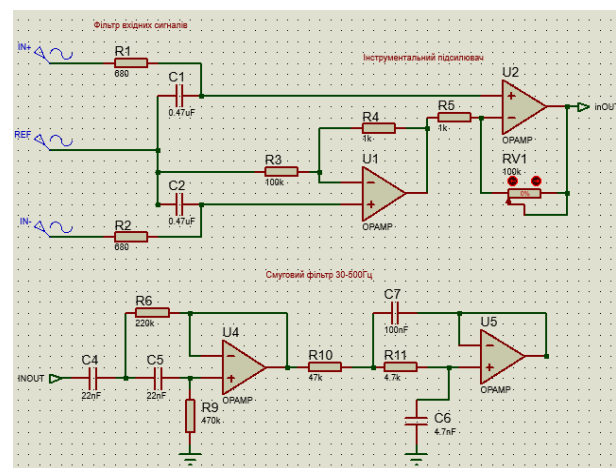 Фільтр вхідних сигналів
IN+
R1
680
C1
0.47uF
Інструментальний підсилювач
U2
inOUT
OPAMP
R4
1k
R5
1k
REF
R3
100k
U1
OPAMP
RV1
100k
0%
C2
0.47uF
IN-
R2
680
Смуговий фільтр 30-500Гц
R6
220k
C7
100nF
U4
U5
INOUT
C4
22nF
C5
22nF
R10
47k
R11
4.7k
OPAMP
OPAMP
R9
470k
C6
4.7nF